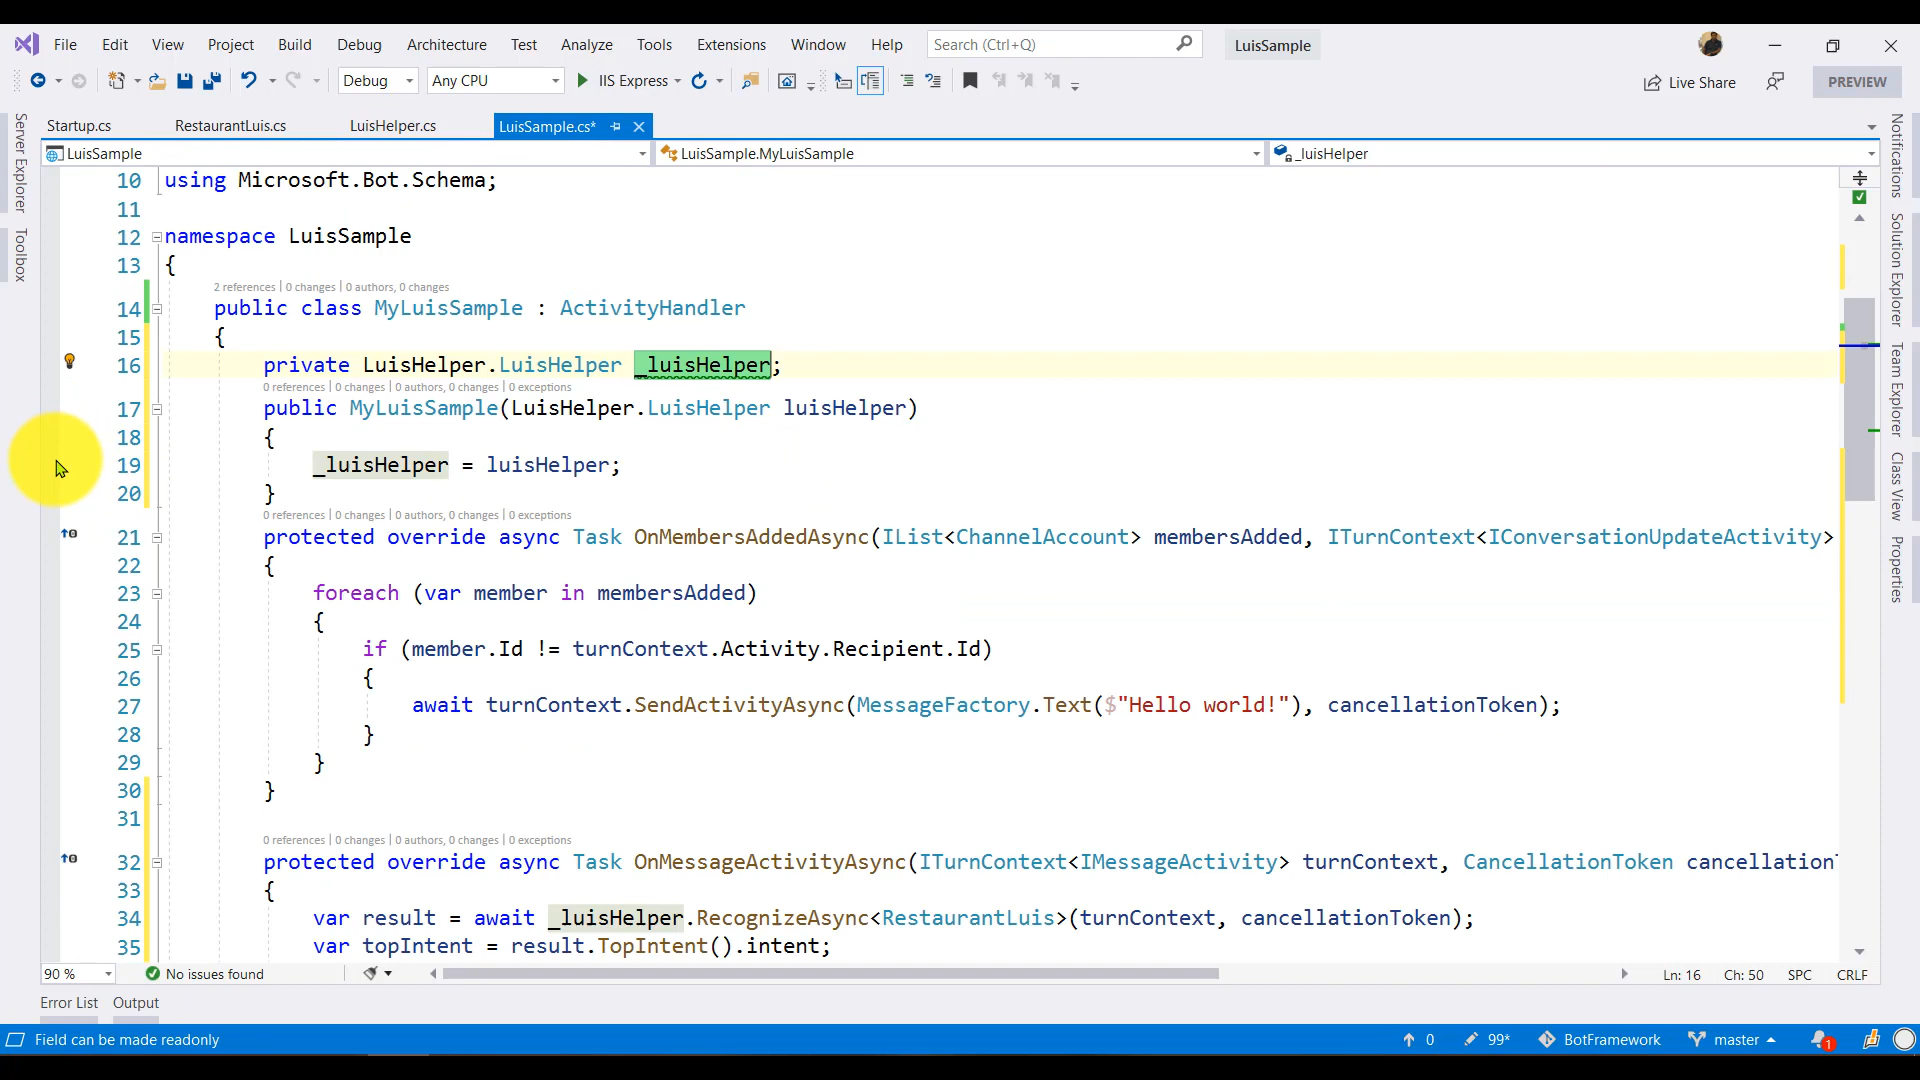 File Edit View Project Build Debug Architecture Test Analyze Tools Extensions Window Help Search (Ctrl+Q) LuisSample
Debug Any CPU IIS Express Live Share PREVIEW
Startup.cs RestaurantLuis.cs LuisHelper.cs LuisSample.cs*
LuisSample LuisSample.MyLuisSample _luisHelper
Server Explorer
Toolbox
10 using Microsoft.Bot.Schema;
11
12 namespace LuisSample
13 {
2 references | 0 changes | 0 authors, 0 changes
14 public class MyLuisSample : ActivityHandler
15 {
16 private LuisHelper.LuisHelper _luisHelper;
0 references | 0 changes | 0 authors, 0 changes | 0 exceptions
17 public MyLuisSample(LuisHelper.LuisHelper luisHelper)
18 {
19 _luisHelper = luisHelper;
20 }
0 references | 0 changes | 0 authors, 0 changes | 0 exceptions
21 protected override async Task OnMembersAddedAsync(IList<ChannelAccount> membersAdded, ITurnContext<IConversationUpdateActivity>
22 {
23 foreach (var member in membersAdded)
24 {
25 if (member.Id != turnContext.Activity.Recipient.Id)
26 {
27 await turnContext.SendActivityAsync(MessageFactory.Text($"Hello world!"), cancellationToken);
28 }
29 }
30 }
31
0 references | 0 changes | 0 authors, 0 changes | 0 exceptions
32 protected override async Task OnMessageActivityAsync(ITurnContext<IMessageActivity> turnContext, CancellationToken cancellation
33 {
34 var result = await _luisHelper.RecognizeAsync<RestaurantLuis>(turnContext, cancellationToken);
35 var topIntent = result.TopIntent().intent;
Notifications
Solution Explorer
Team Explorer
Class View
Properties
90 % No issues found Ln: 16 Ch: 50 SPC CRLF
Error List Output
Field can be made readonly 0 99* BotFramework master 1